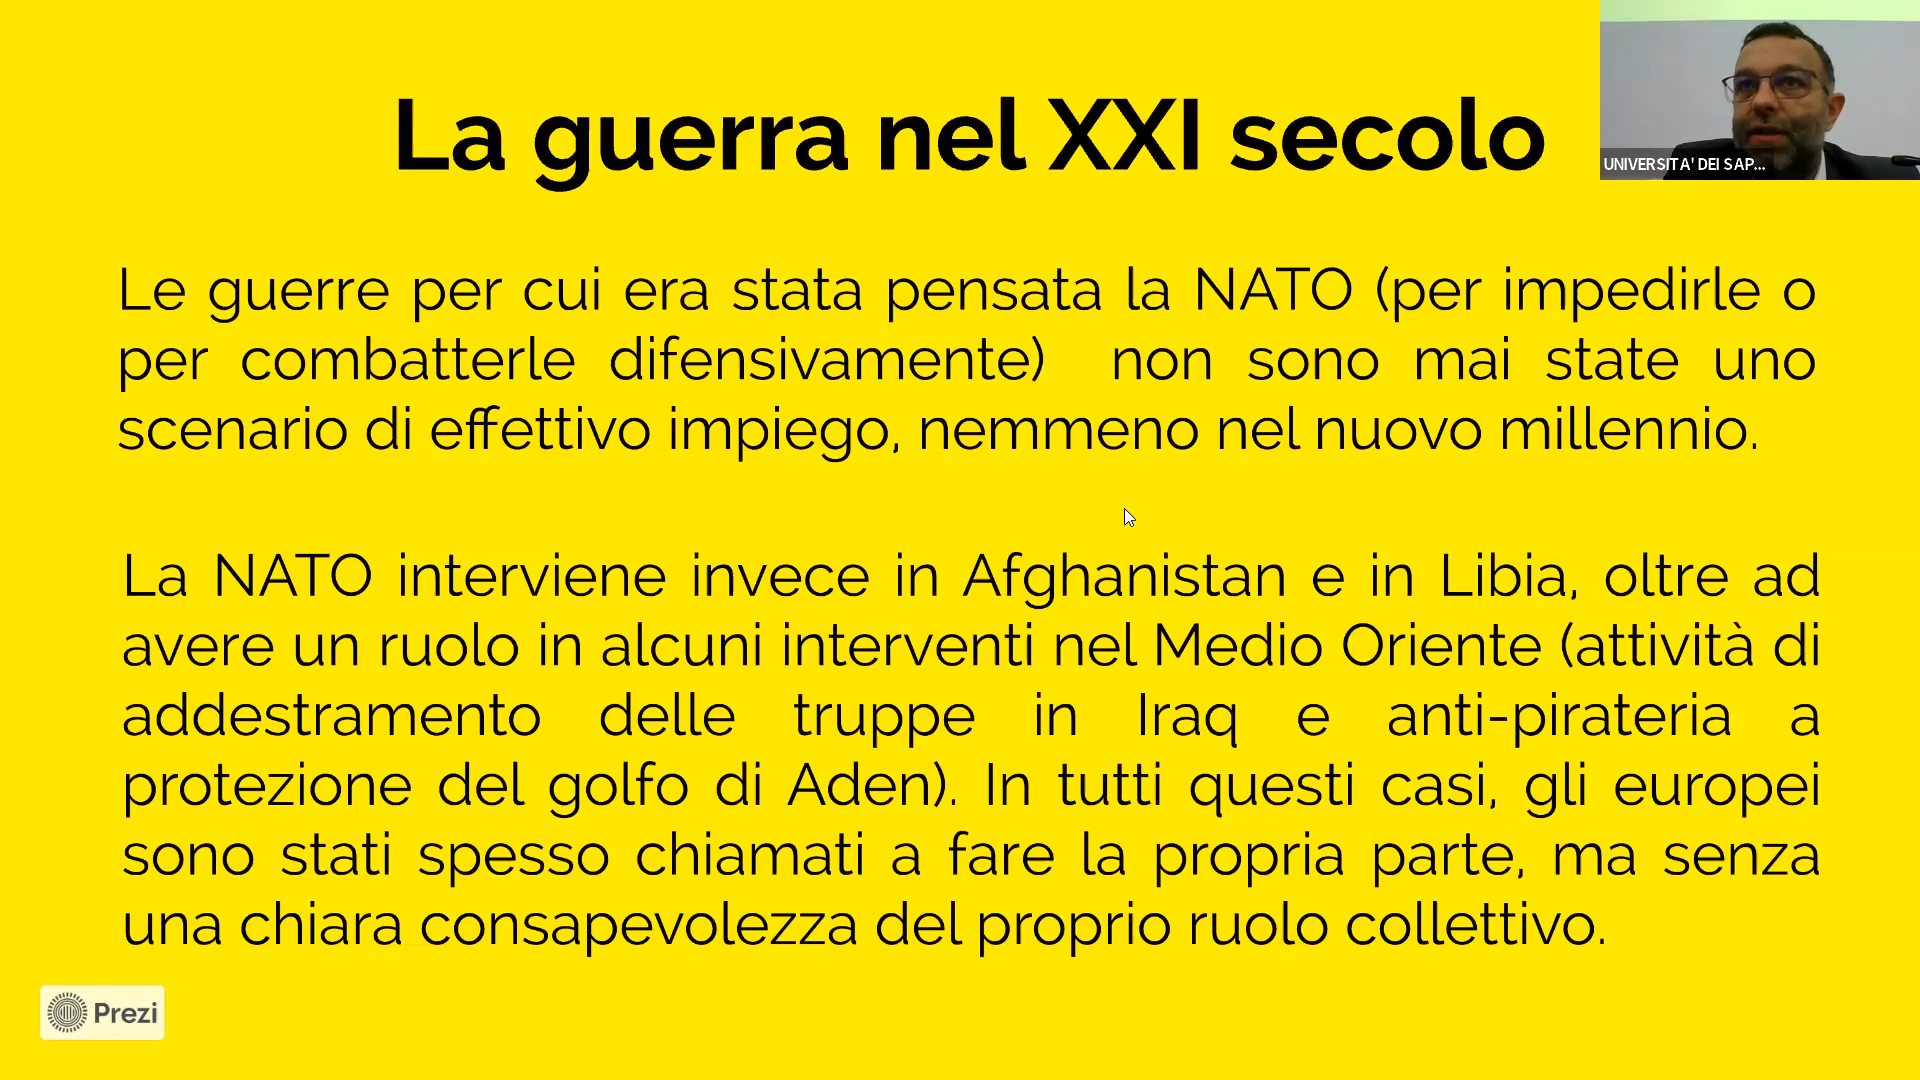 La guerra nel XXI secolo
UNIVERSITA' DEI SAP...
Le guerre per cui era stata pensata la NATO (per impedirle o
per combatterle difensivamente) non sono mai state uno
scenario di effettivo impiego, nemmeno nel nuovo millennio.
La NATO interviene invece in Afghanistan e in Libia, oltre ad
avere un ruolo in alcuni interventi nel Medio Oriente (attività di
addestramento delle truppe in Iraq e anti-pirateria a
protezione del golfo di Aden). In tutti questi casi, gli europei
sono stati spesso chiamati a fare la propria parte, ma senza
una chiara consapevolezza del proprio ruolo collettivo.
Prezi